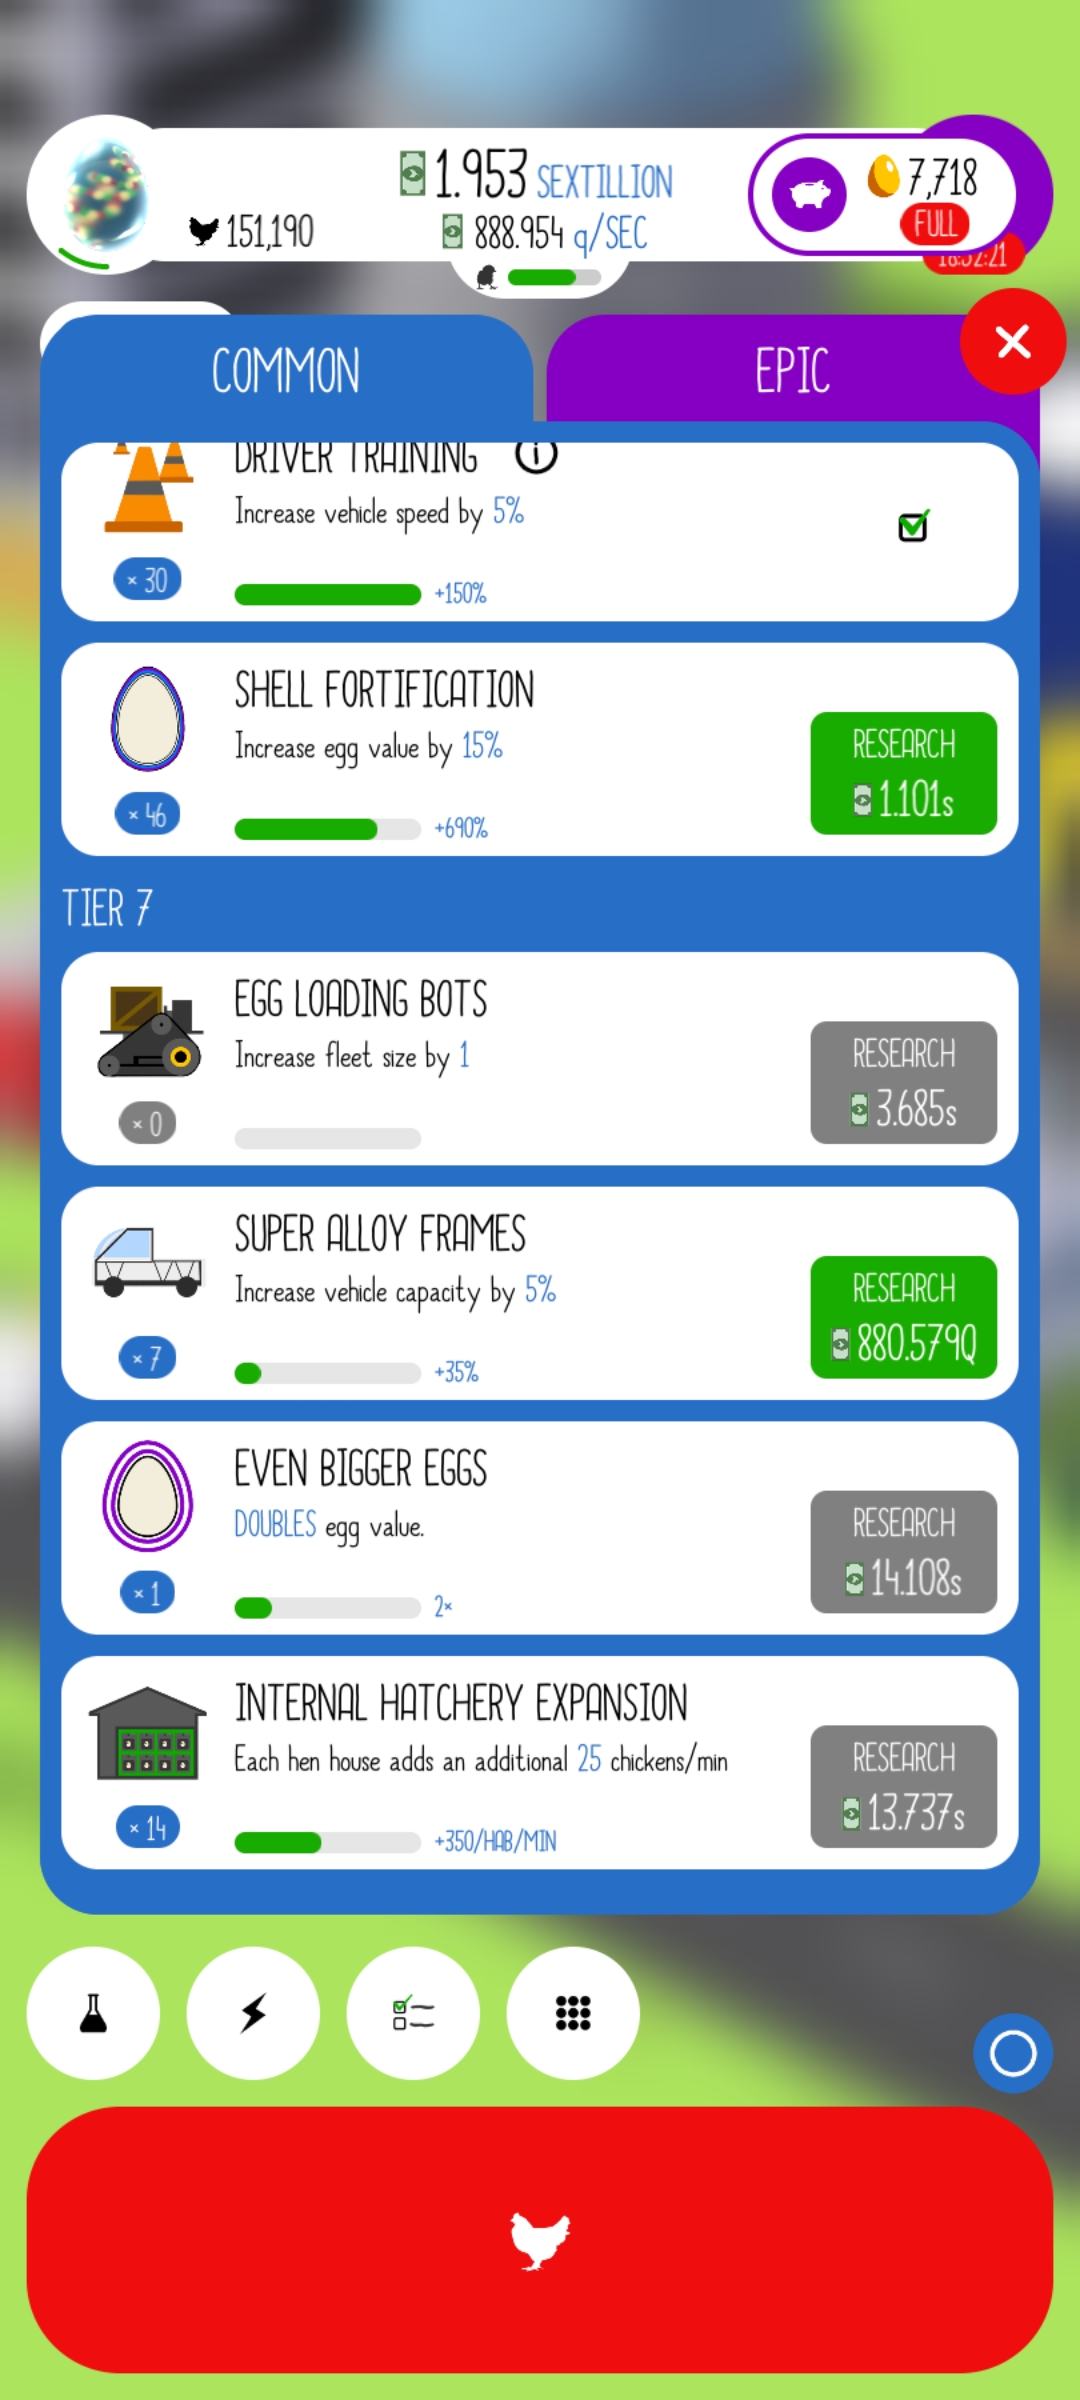 1.953 SEXTILLION
7,718
151,190
888.954 q/SEC
FULL
COMMON
EPIC
DRIVER TRAINING
Increase vehicle speed by 5%
× 30
+150%
SHELL FORTIFICATION
Increase egg value by 15%
RESEARCH
1.101s
× 46
+690%
TIER 7
EGG LOADING BOTS
Increase fleet size by 1
RESEARCH
3.685s
× 0
SUPER ALLOY FRAMES
Increase vehicle capacity by 5%
RESEARCH
880.579Q
× 7
+35%
EVEN BIGGER EGGS
DOUBLES egg value.
RESEARCH
14.108s
× 1
2×
INTERNAL HATCHERY EXPANSION
Each hen house adds an additional 25 chickens/min
RESEARCH
13.737s
× 14
+350/HAB/MIN